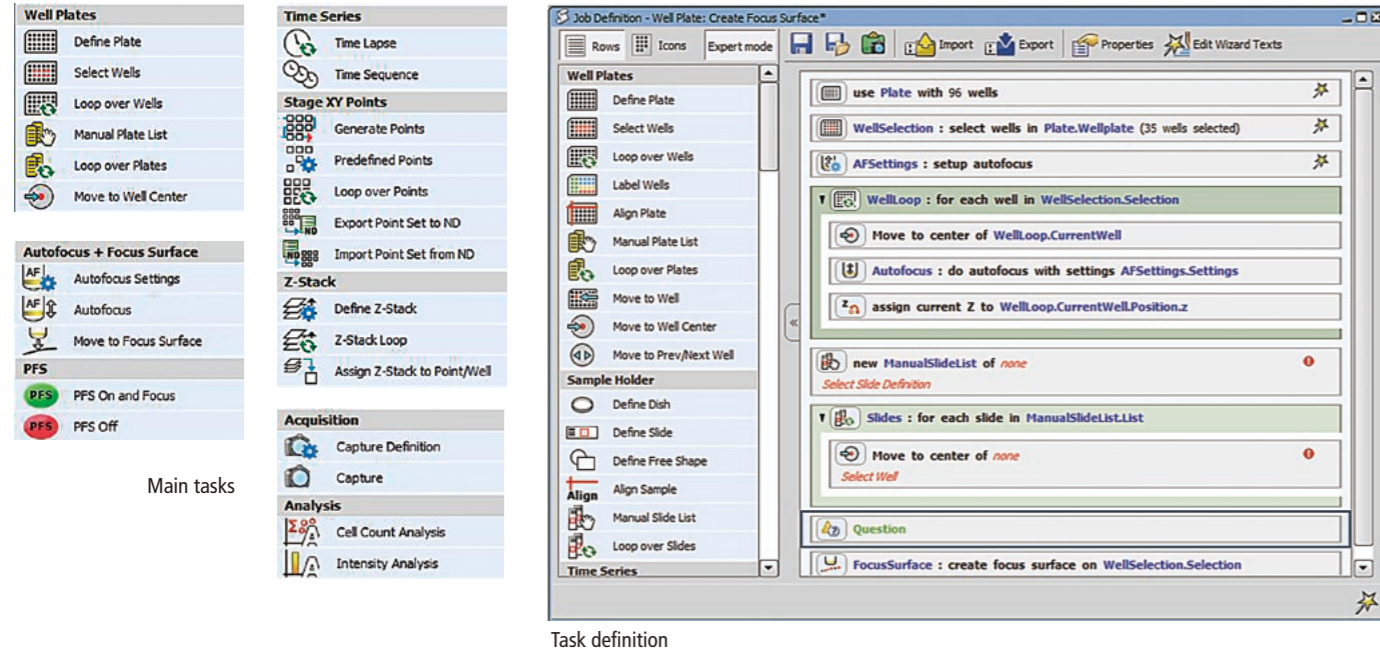 Well Plates
Define Plate
Select Wells
Loop over Wells
Manual Plate List
Loop over Plates
Move to Well Center
Autofocus + Focus Surface
AF
Autofocus Settings
AF
Autofocus
Move to Focus Surface
PFS
PFS
PFS On and Focus
PFS
PFS Off
Main tasks
Time Series
Time Lapse
Time Sequence
Stage XY Points
Generate Points
Predefined Points
Loop over Points
ND
Export Point Set to ND
ND
Import Point Set from ND
Z-Stack
Define Z-Stack
Z-Stack Loop
Assign Z-Stack to Point/Well
Acquisition
Capture Definition
Capture
Analysis
Σ
Cell Count Analysis
Intensity Analysis
Job Definition - Well Plate: Create Focus Surface*
Rows Icons Expert mode Import Export Properties Edit Wizard Texts
Well Plates
Define Plate
Select Wells
Loop over Wells
Label Wells
Align Plate
Manual Plate List
Loop over Plates
Move to Well
Move to Well Center
Move to Prev/Next Well
Sample Holder
Define Dish
Define Slide
Define Free Shape
Align
Align Sample
Manual Slide List
Loop over Slides
Time Series
«
use Plate with 96 wells
WellSelection : select wells in Plate.Wellplate (35 wells selected)
AFSettings : setup autofocus
WellLoop : for each well in WellSelection.Selection
Move to center of WellLoop.CurrentWell
Autofocus : do autofocus with settings AFSettings.Settings
z assign current Z to WellLoop.CurrentWell.Position.z
new ManualSlideList of none
Select Slide Definition
Slides : for each slide in ManualSlideList.List
Move to center of none
Select Well
Question
FocusSurface : create focus surface on WellSelection.Selection
Task definition